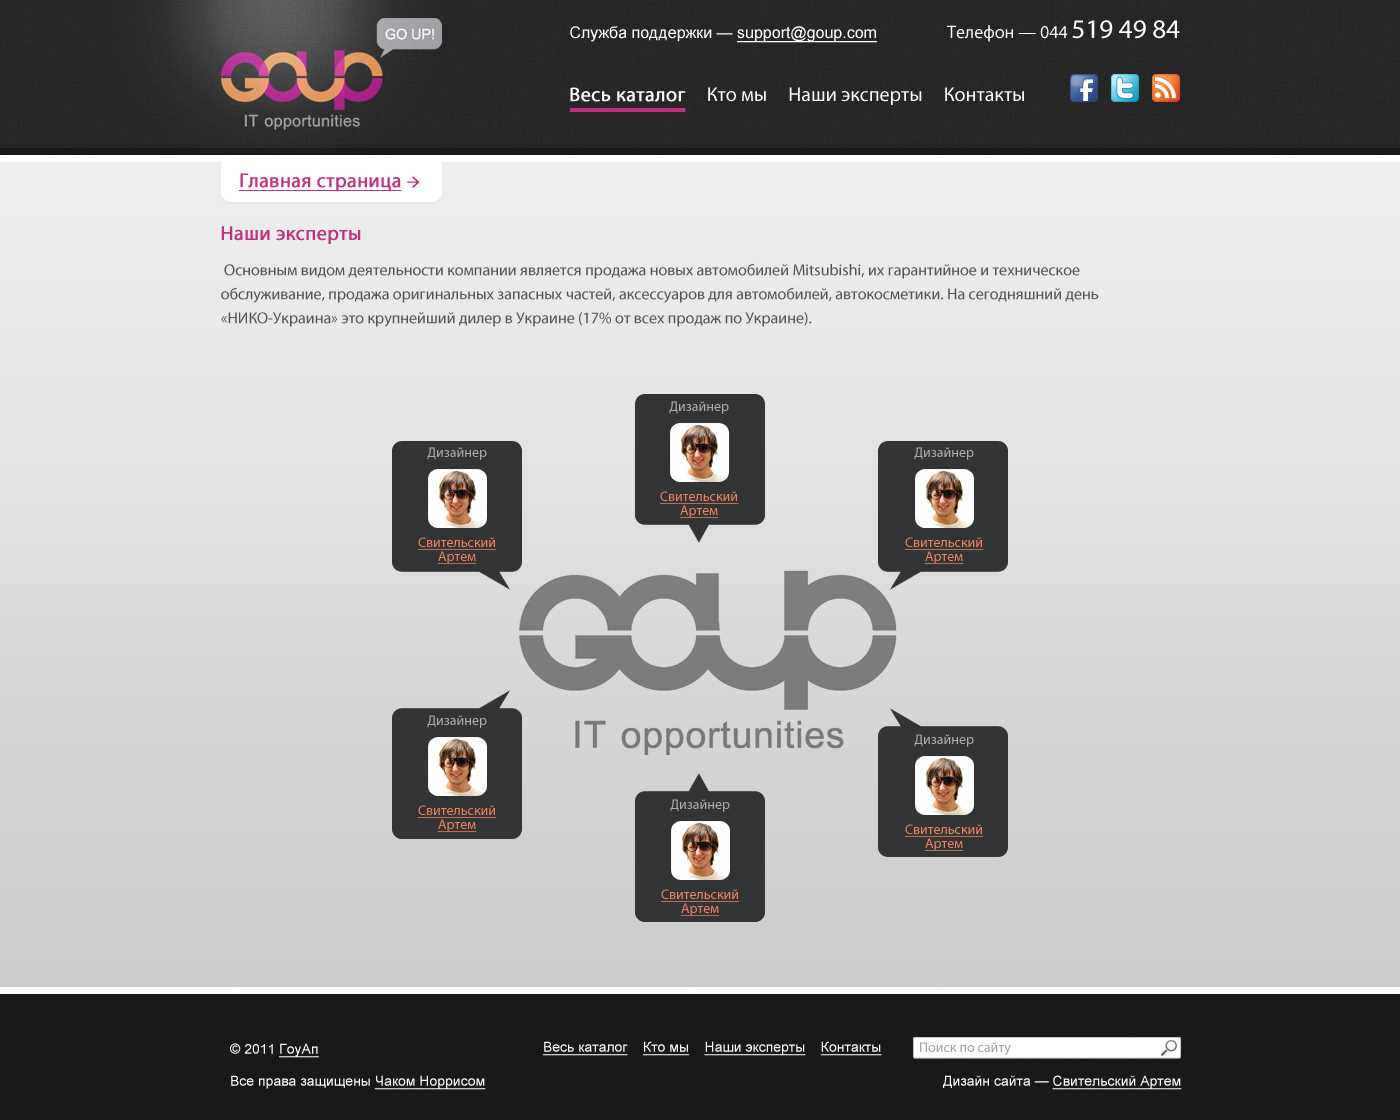 GO UP!
Служба поддержки — support@goup.com
Телефон — 044 519 49 84
goup
IT opportunities
Весь каталог
Кто мы
Наши эксперты
Контакты
Главная страница →
Наши эксперты
Основным видом деятельности компании является продажа новых автомобилей Mitsubishi, их гарантийное и техническое
обслуживание, продажа оригинальных запасных частей, аксессуаров для автомобилей, автокосметики. На сегодняшний день
«НИКО-Украина» это крупнейший дилер в Украине (17% от всех продаж по Украине).
Дизайнер
Свительский
Артем
Дизайнер
Свительский
Артем
Дизайнер
Свительский
Артем
goup
IT opportunities
Дизайнер
Свительский
Артем
Дизайнер
Свительский
Артем
Дизайнер
Свительский
Артем
© 2011 ГоуАп
Весь каталог
Кто мы
Наши эксперты
Контакты
Поиск по сайту
Все права защищены Чаком Норрисом
Дизайн сайта — Свительский Артем